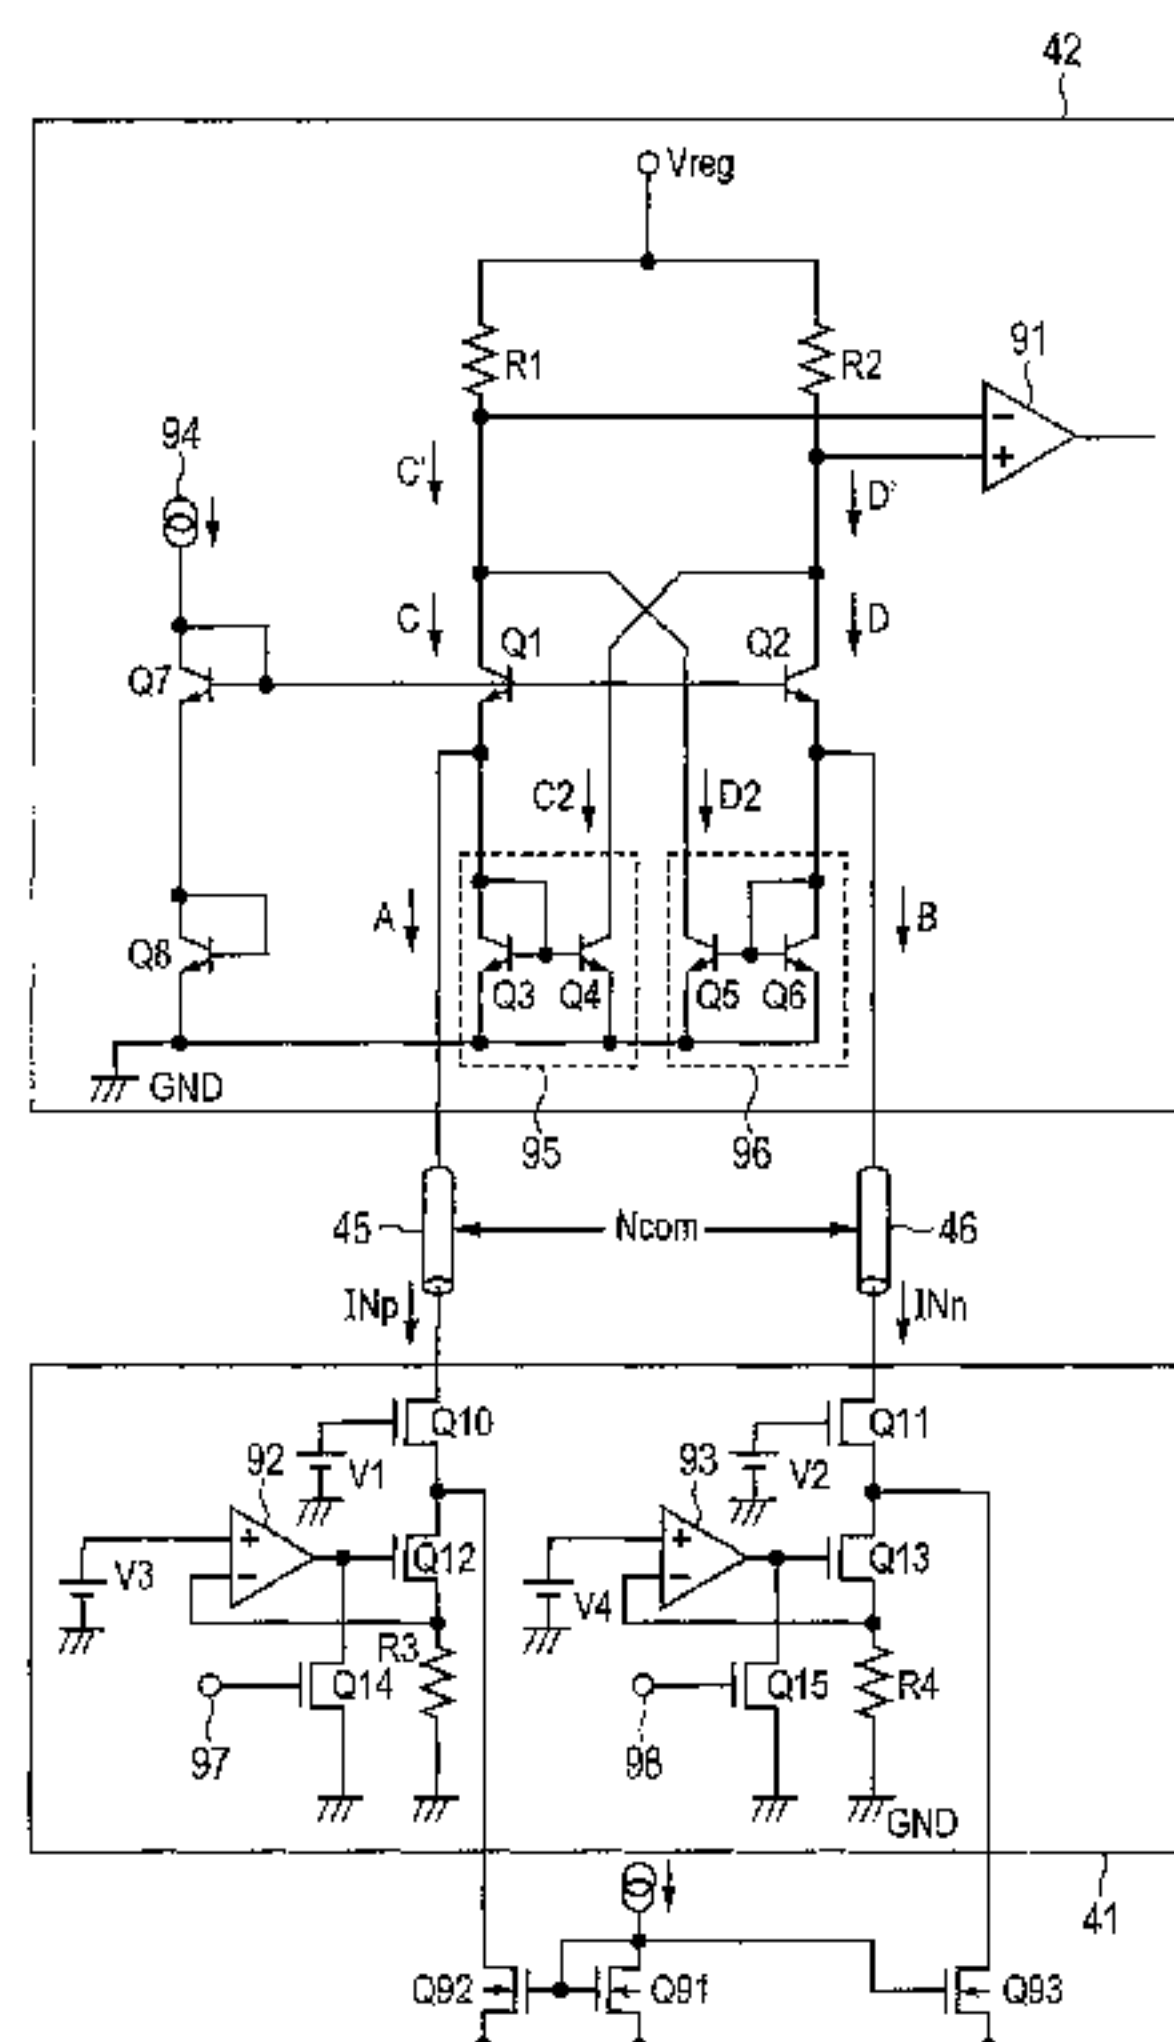 42
Vreg
R1
R2
91
94
C'
D'
C
D
Q1
Q2
Q7
C2
D2
A
B
Q8
Q3
Q4
Q5
Q6
GND
95
96
45
Ncom
46
INp
INn
Q10
Q11
92
V1
93
V2
+
Q12
+
Q13
V3
−
V4
−
R3
Q14
Q15
R4
97
98
GND
41
Q92
Q91
Q93